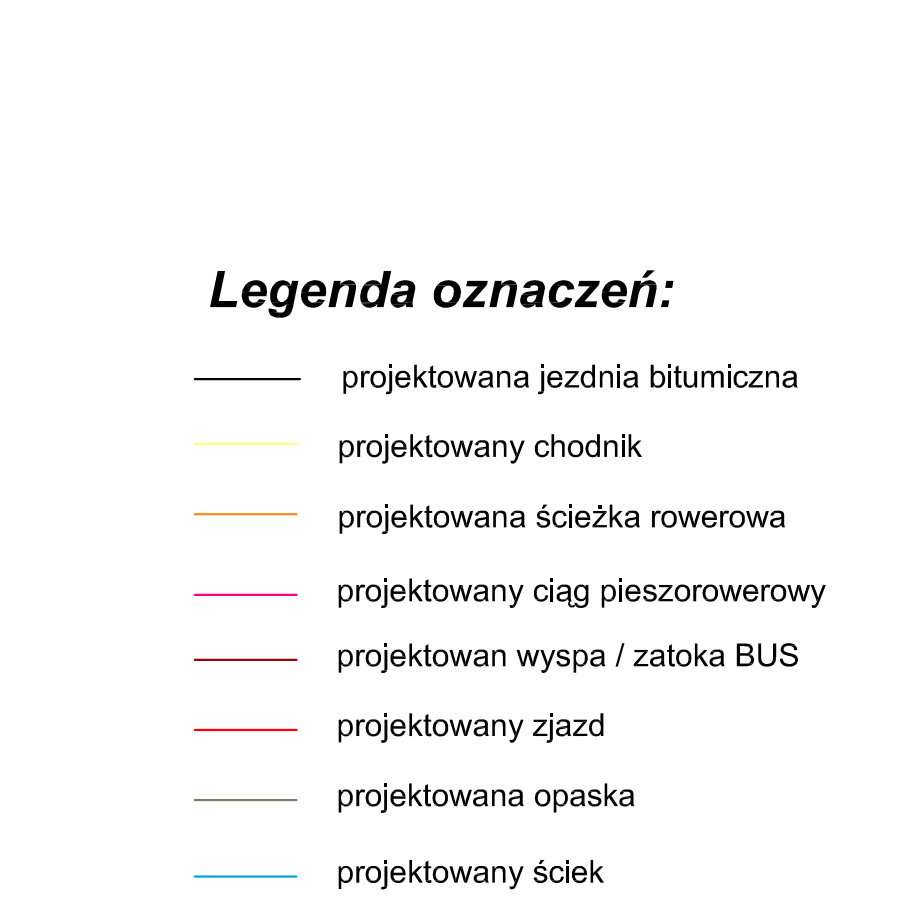 Legenda oznaczeń:
projektowana jezdnia bitumiczna
projektowany chodnik
projektowana ścieżka rowerowa
projektowany ciąg pieszorowerowy
projektowan wyspa / zatoka BUS
projektowany zjazd
projektowana opaska
projektowany ściek